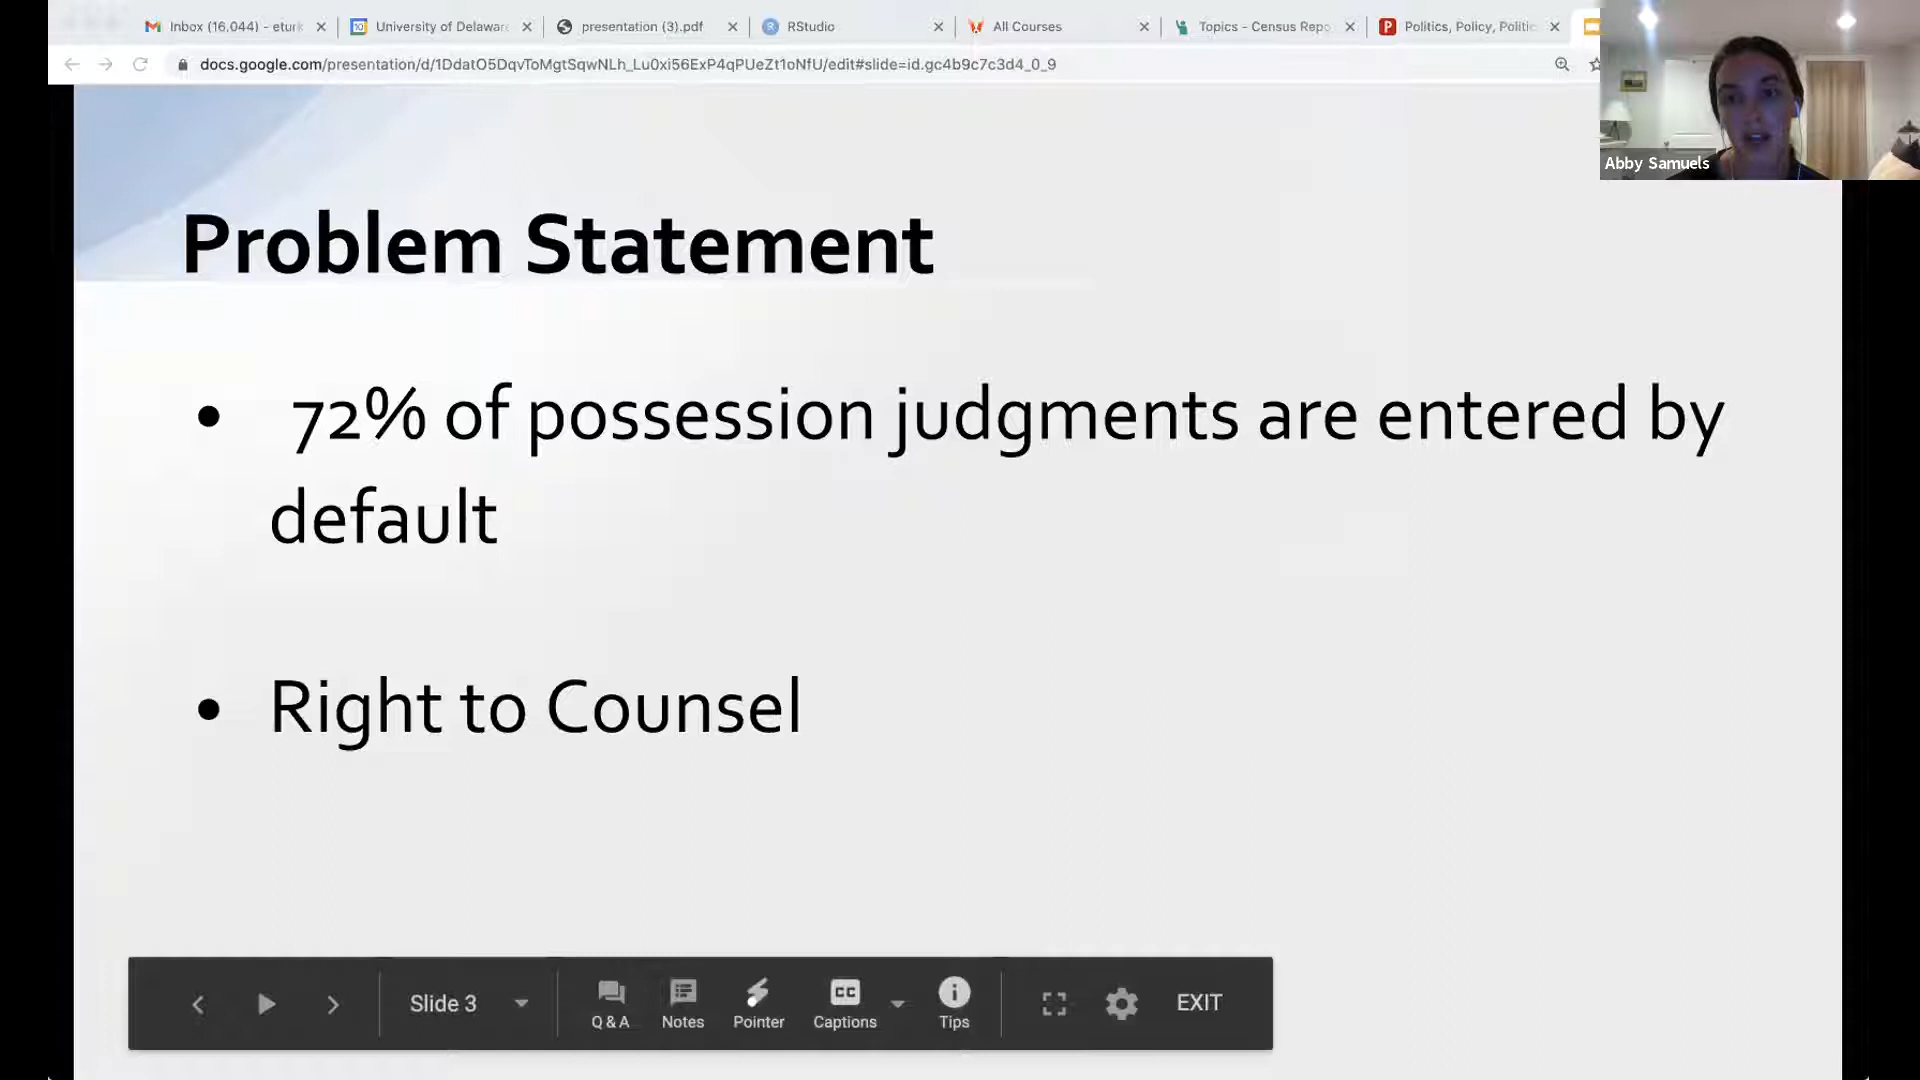 Inbox (16,044) - eturk
University of Delaware
presentation (3).pdf
RStudio
All Courses
Topics - Census Repo
Politics, Policy, Politic
docs.google.com/presentation/d/1DdatO5DqvToMgtSqwNLh_Lu0xi56ExP4qPUeZt1oNfU/edit#slide=id.gc4b9c7c3d4_0_9
Abby Samuels
Problem Statement
• 72% of possession judgments are entered by
default
• Right to Counsel
Slide 3
Q & A
Notes
Pointer
CC
Captions
Tips
EXIT